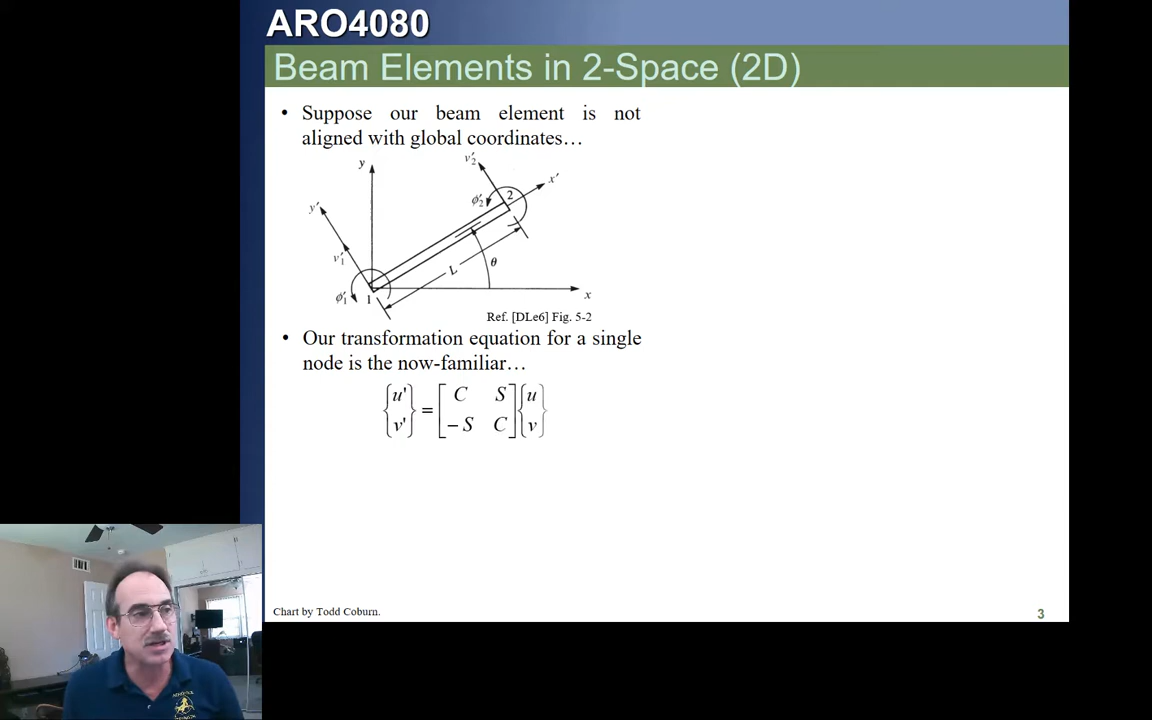 ARO4080
Beam Elements in 2-Space (2D)
• Suppose our beam element is not
aligned with global coordinates…
y
v′2
x′
ϕ′2
2
y′
v′1
L
θ
ϕ′1
1
x
Ref. [DLe6] Fig. 5-2
• Our transformation equation for a single
node is the now-familiar…
{u' v'} = [C S; −S C] {u v}
Chart by Todd Coburn.
3